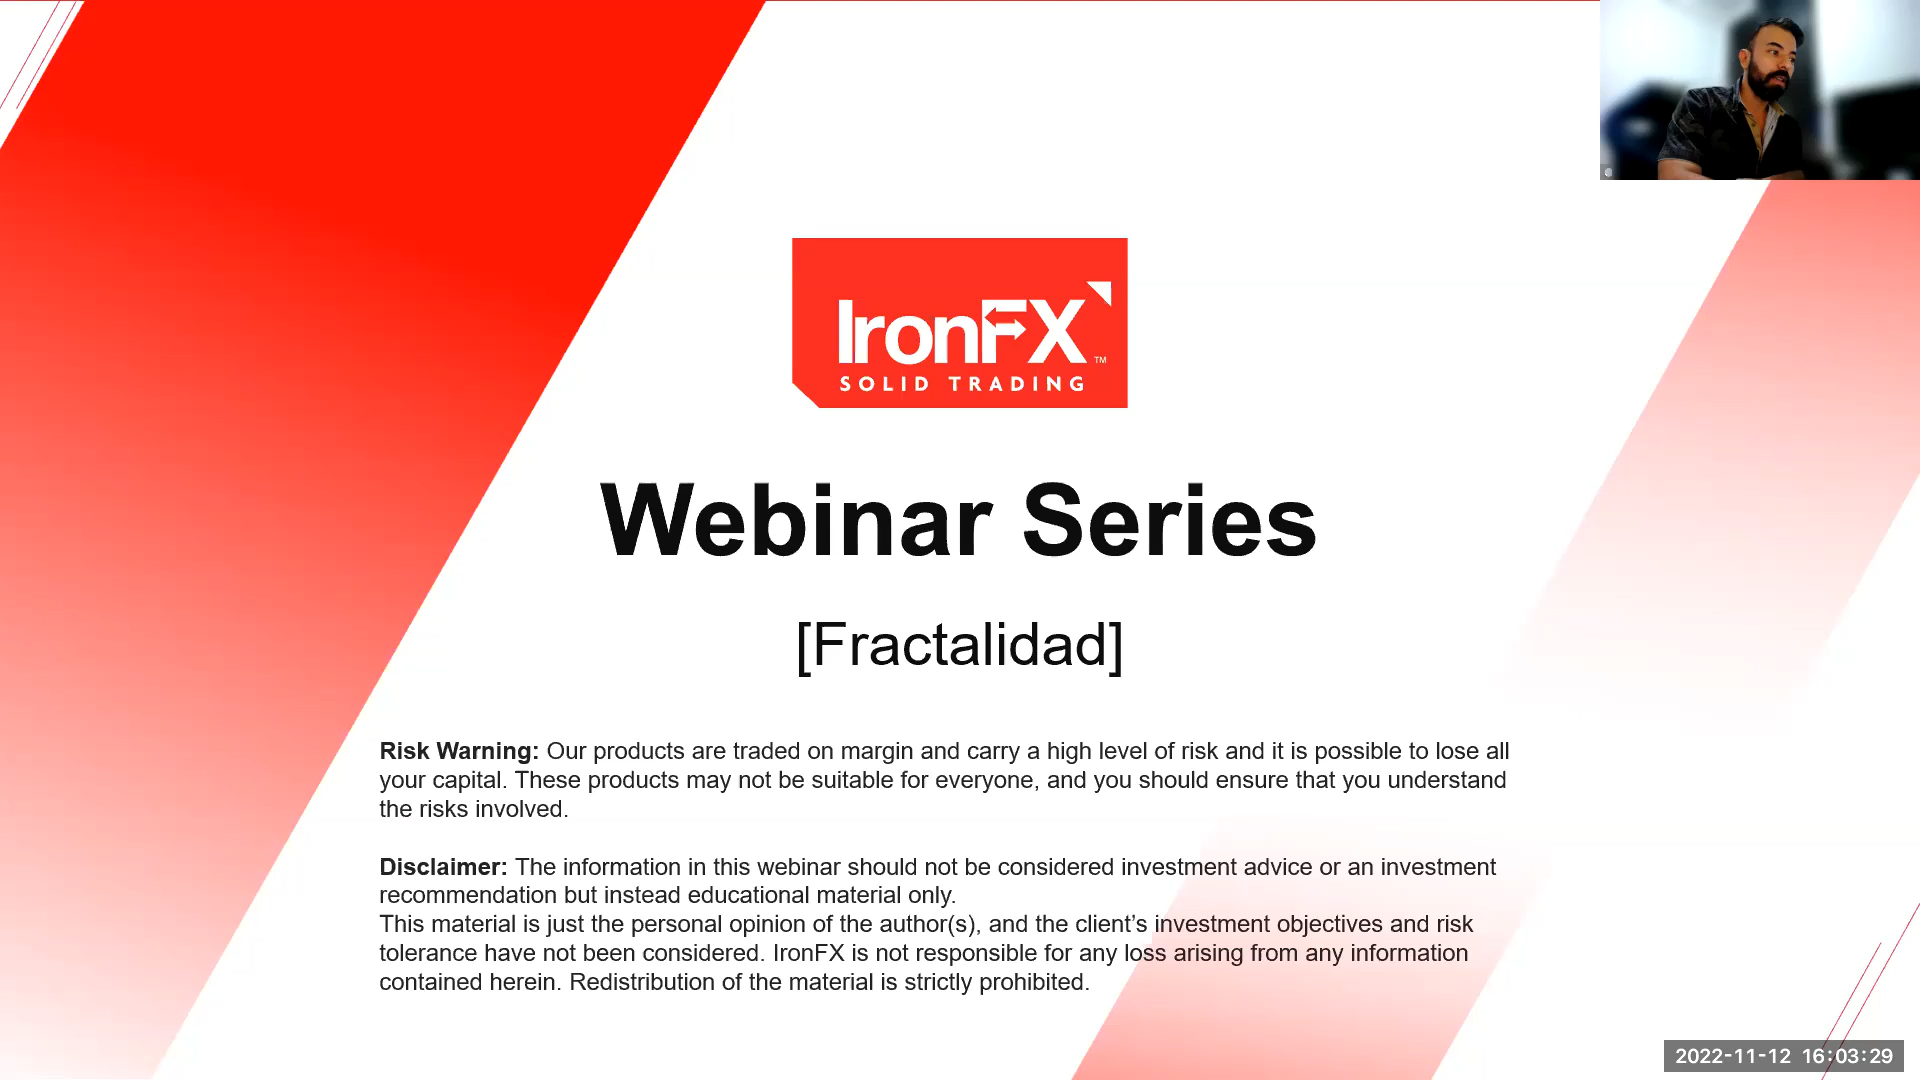 IronFX
TM
SOLID TRADING
Webinar Series
[Fractalidad]
Risk Warning: Our products are traded on margin and carry a high level of risk and it is possible to lose all
your capital. These products may not be suitable for everyone, and you should ensure that you understand
the risks involved.
Disclaimer: The information in this webinar should not be considered investment advice or an investment
recommendation but instead educational material only.
This material is just the personal opinion of the author(s), and the client’s investment objectives and risk
tolerance have not been considered. IronFX is not responsible for any loss arising from any information
contained herein. Redistribution of the material is strictly prohibited.
2022-11-12 16:03:29